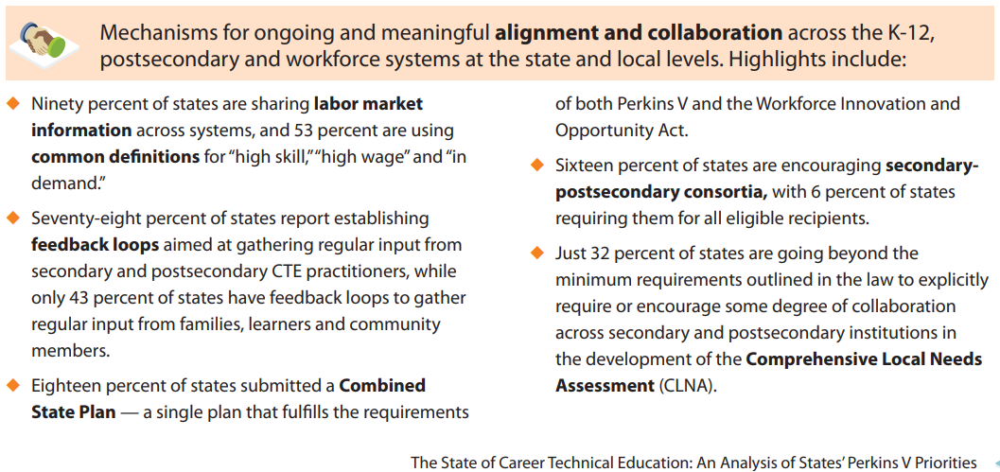 Mechanisms for ongoing and meaningful alignment and collaboration across the K-12,
postsecondary and workforce systems at the state and local levels. Highlights include:
Ninety percent of states are sharing labor market
information across systems, and 53 percent are using
common definitions for “high skill,” “high wage” and “in
demand.”
Seventy-eight percent of states report establishing
feedback loops aimed at gathering regular input from
secondary and postsecondary CTE practitioners, while
only 43 percent of states have feedback loops to gather
regular input from families, learners and community
members.
Eighteen percent of states submitted a Combined
State Plan — a single plan that fulfills the requirements
of both Perkins V and the Workforce Innovation and
Opportunity Act.
Sixteen percent of states are encouraging secondary-
postsecondary consortia, with 6 percent of states
requiring them for all eligible recipients.
Just 32 percent of states are going beyond the
minimum requirements outlined in the law to explicitly
require or encourage some degree of collaboration
across secondary and postsecondary institutions in
the development of the Comprehensive Local Needs
Assessment (CLNA).
The State of Career Technical Education: An Analysis of States’ Perkins V Priorities